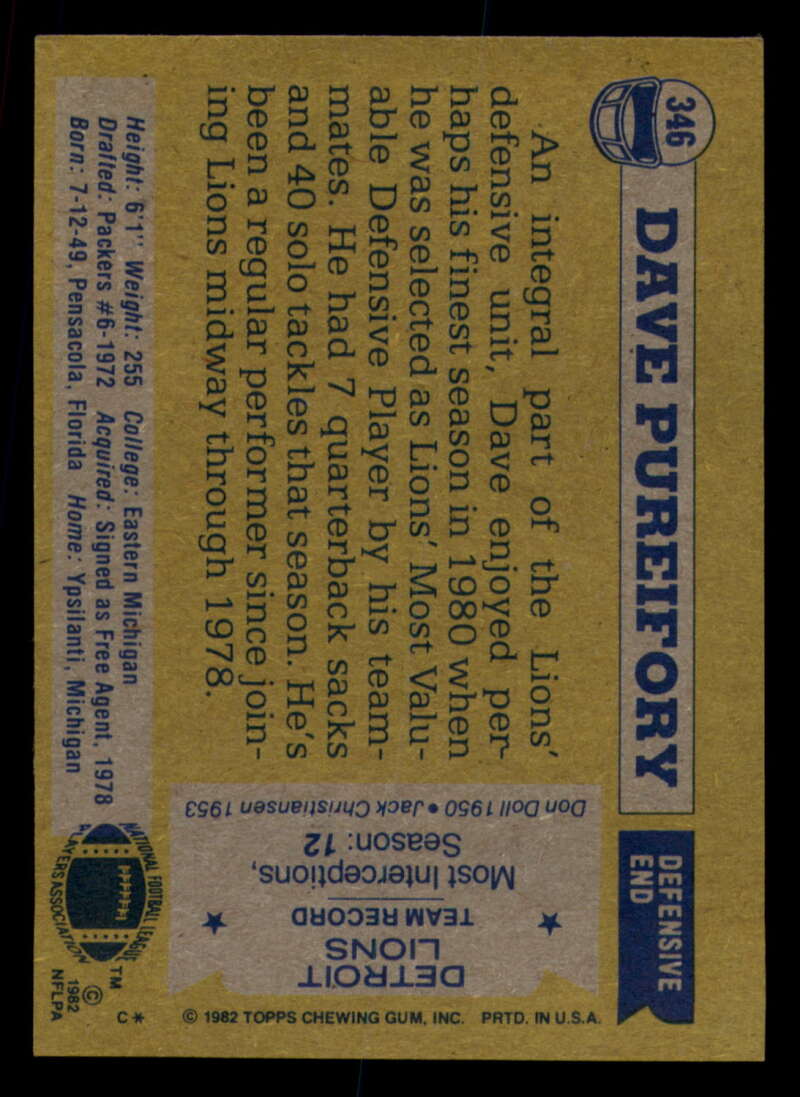 346
DAVE PUREIFORY
DEFENSIVE
END
An integral part of the Lions'
defensive unit, Dave enjoyed per-
haps his finest season in 1980 when
he was selected as Lions' Most Valu-
able Defensive Player by his team-
mates. He had 7 quarterback sacks
and 40 solo tackles that season. He's
been a regular performer since join-
ing Lions midway through 1978.
Height: 6'1" Weight: 255 College: Eastern Michigan
Drafted: Packers #6-1972 Acquired: Signed as Free Agent, 1978
Born: 7-12-49, Pensacola, Florida Home: Ypsilanti, Michigan
DETROIT
LIONS
TEAM RECORD
Most Interceptions,
Season: 12
Don Doll 1950 • Jack Christiansen 1953
NATIONAL FOOTBALL LEAGUE
PLAYERS ASSOCIATION
NFLPA
TM
©
1982
NFLPA
C*
© 1982 TOPPS CHEWING GUM, INC. PRTD. IN U.S.A.